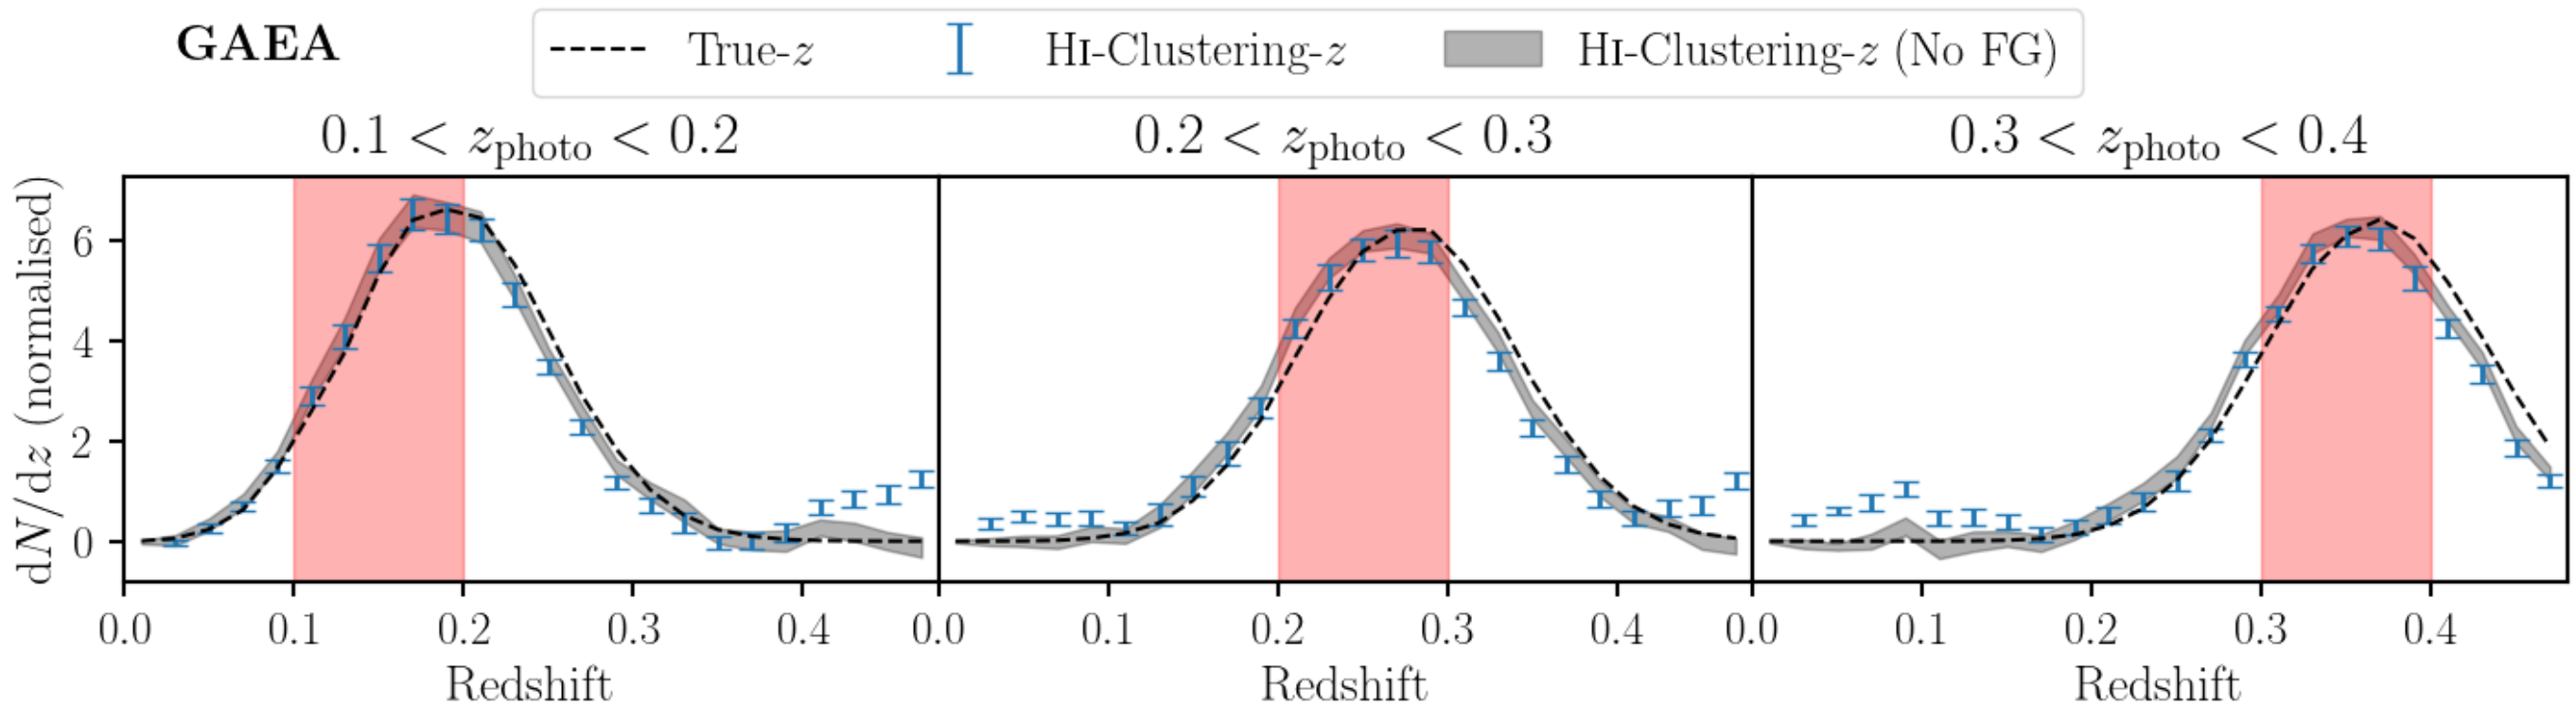 GAEA
True-z
HI-Clustering-z
HI-Clustering-z (No FG)
0.1 < z_photo < 0.2
0.2 < z_photo < 0.3
0.3 < z_photo < 0.4
dN/dz (normalised)
6
4
2
0
0.0 0.1 0.2 0.3 0.4
0.0 0.1 0.2 0.3 0.4
0.0 0.1 0.2 0.3 0.4
Redshift
Redshift
Redshift